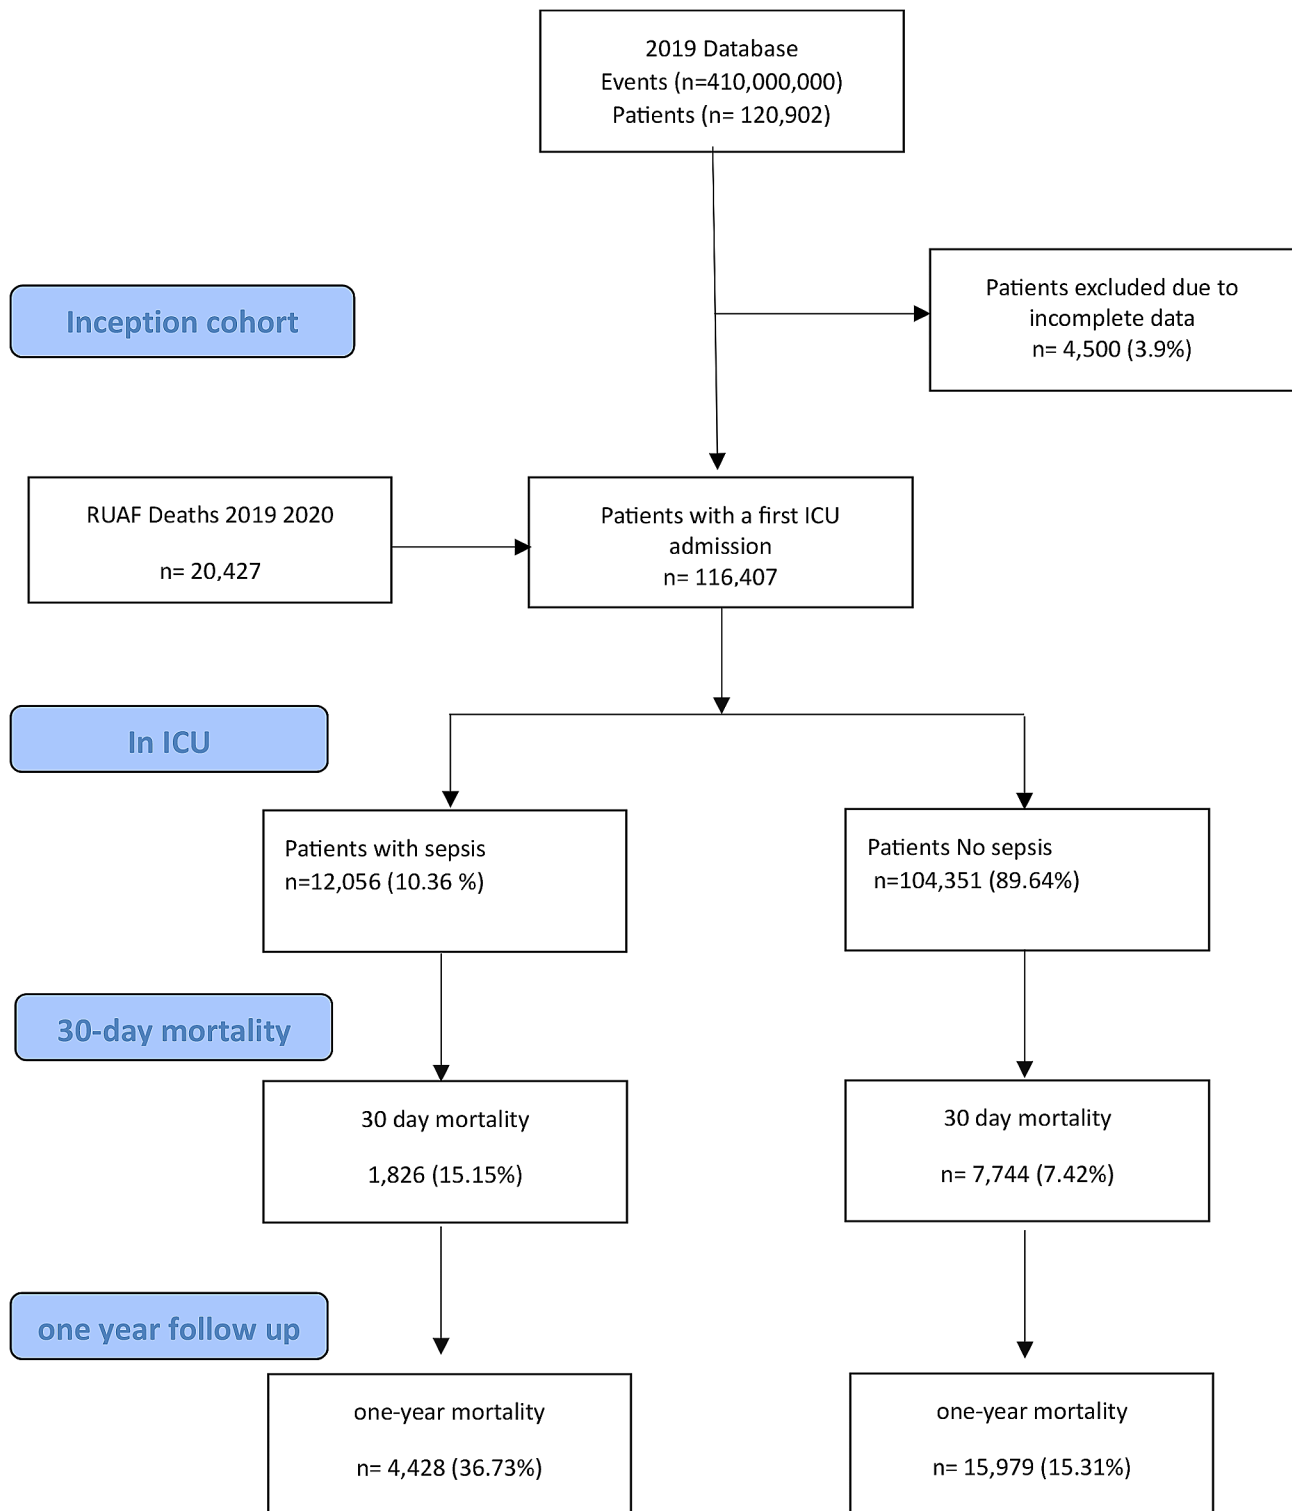 2019 Database
Events (n=410,000,000)
Patients (n= 120,902)
Inception cohort
Patients excluded due to
incomplete data
n= 4,500 (3.9%)
RUAF Deaths 2019 2020
n= 20,427
Patients with a first ICU
admission
n= 116,407
In ICU
Patients with sepsis
n=12,056 (10.36 %)
Patients No sepsis
n=104,351 (89.64%)
30-day mortality
30 day mortality
1,826 (15.15%)
30 day mortality
n= 7,744 (7.42%)
one year follow up
one-year mortality
n= 4,428 (36.73%)
one-year mortality
n= 15,979 (15.31%)